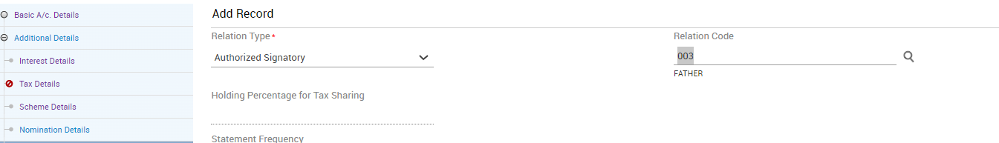 Basic A/c. Details
Additional Details
Interest Details
Tax Details
Scheme Details
Nomination Details
Add Record
Relation Type *
Authorized Signatory
Relation Code
003
FATHER
Holding Percentage for Tax Sharing
Statement Frequency